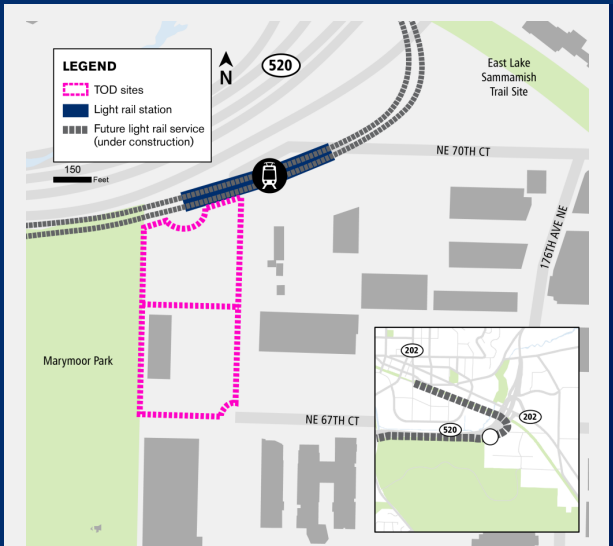 LEGEND
TOD sites
Light rail station
Future light rail service
(under construction)
150
Feet
N
520
East Lake
Sammamish
Trail Site
NE 70TH CT
176TH AVE NE
Marymoor Park
NE 67TH CT
202
202
520